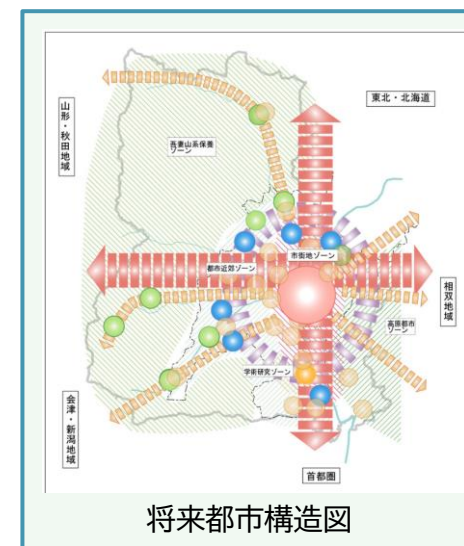 東北・北海道
山形・秋田地域
吾妻山系保養
ゾーン
市街地ゾーン
都市近郊ゾーン
相双地域
高原都市
ゾーン
学術研究ゾーン
会津・新潟地域
首都圏
将来都市構造図